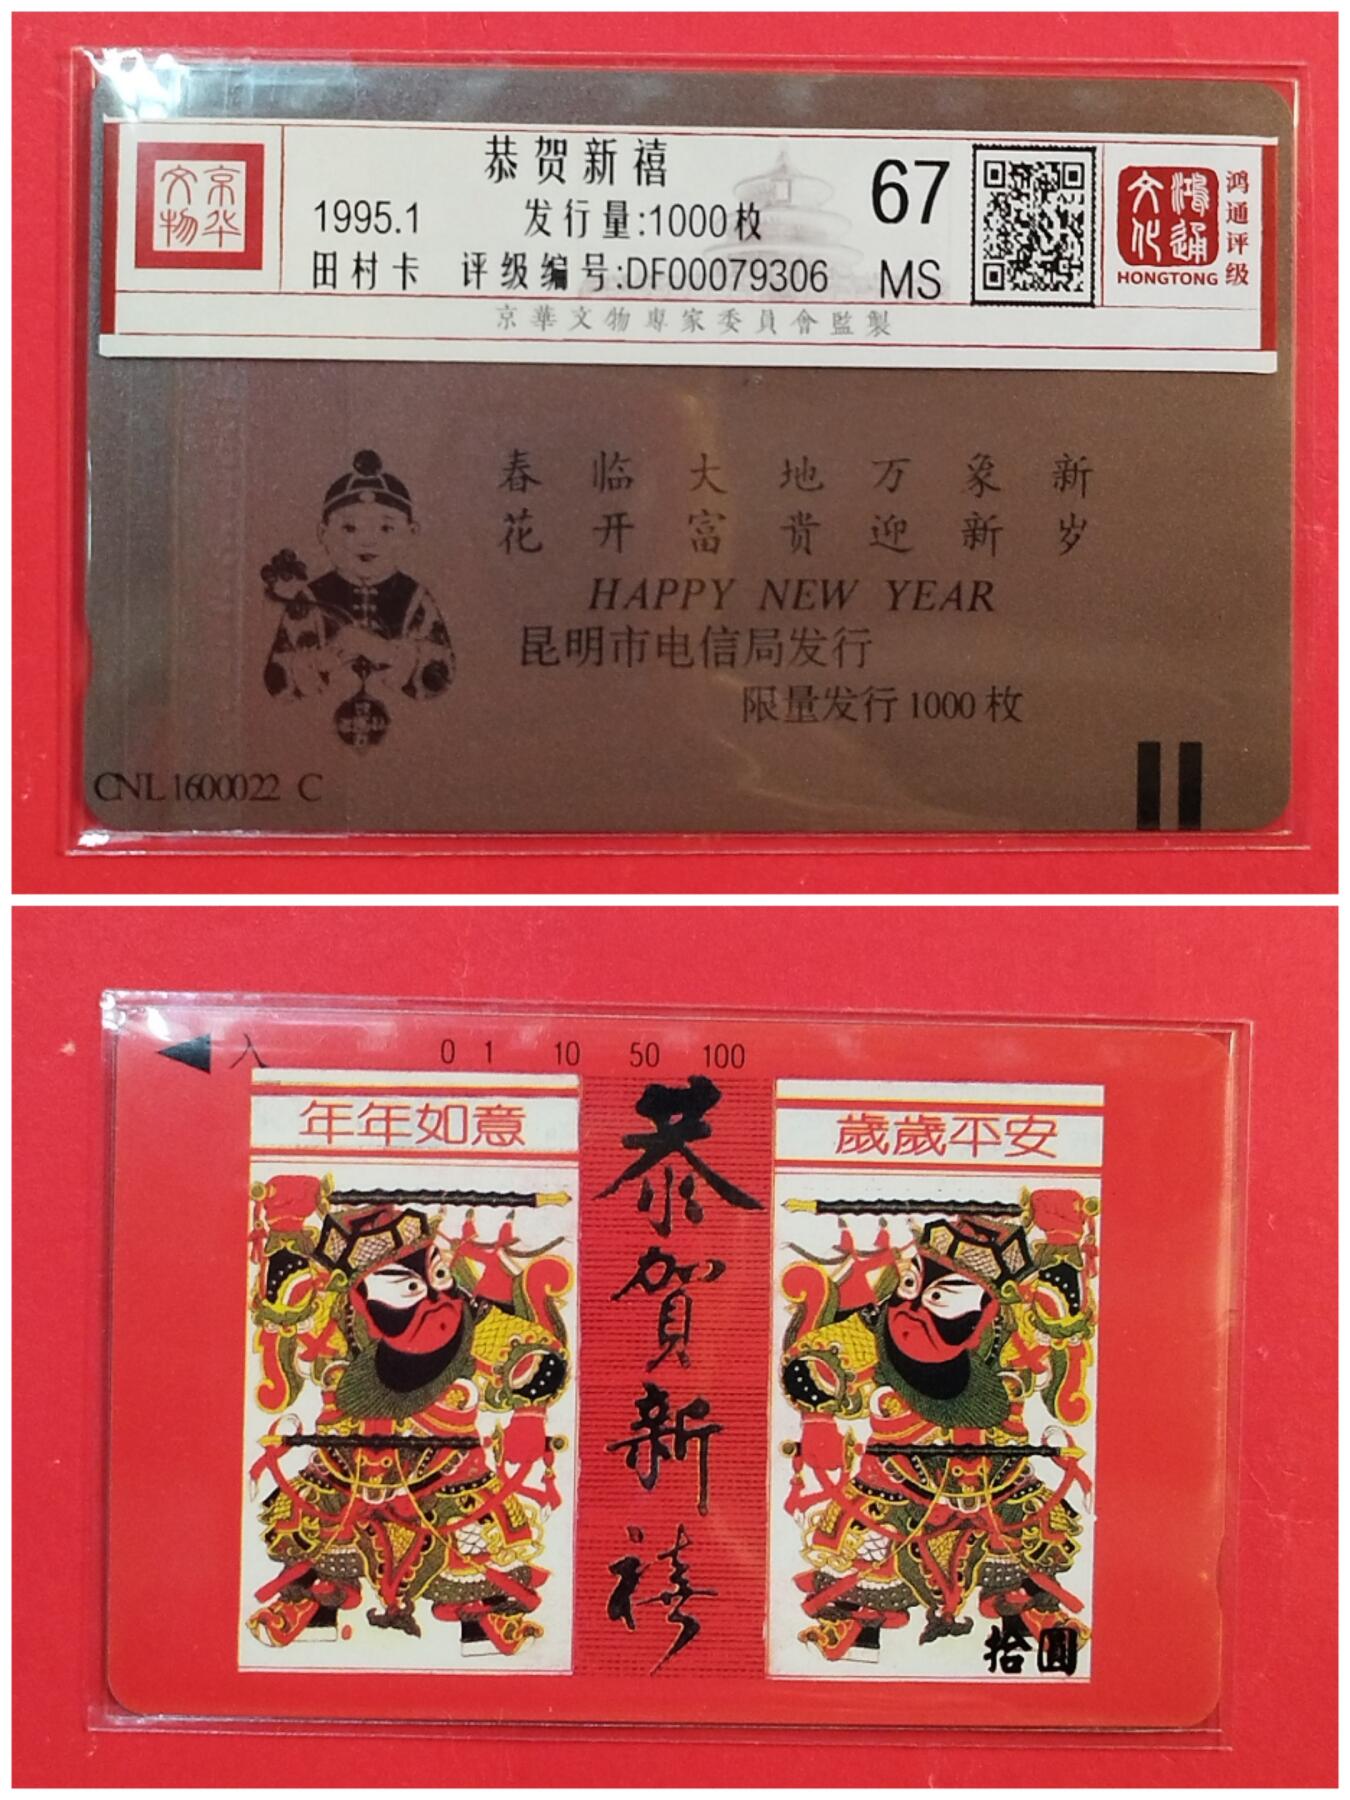 京华
文物
恭贺新禧
1995.1 发行量:1000枚
田村卡 评级编号:DF00079306
67
MS
鸿通
文化
HONGTONG
鸿通评级
京華文物專家委員會監製
春临大地万象新
花开富贵迎新岁
HAPPY NEW YEAR
昆明市电信局发行
限量发行1000枚
CNL1600022 C
入 0 1 10 50 100
年年如意
恭賀新禧
歲歲平安
拾圓